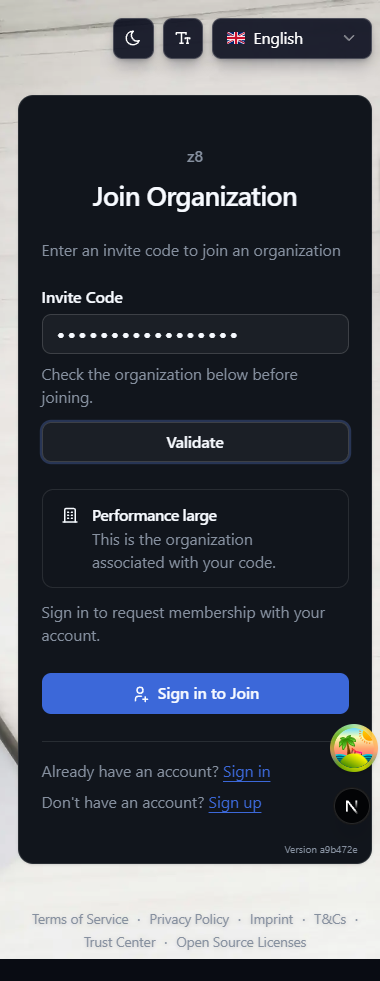 English
z8
Join Organization
Enter an invite code to join an organization
Invite Code
•••••••••••••••••
Check the organization below before
joining.
Validate
Performance large
This is the organization
associated with your code.
Sign in to request membership with your
account.
Sign in to Join
Already have an account? Sign in
Don't have an account? Sign up
N
Version a9b472e
Terms of Service · Privacy Policy · Imprint · T&Cs ·
Trust Center · Open Source Licenses